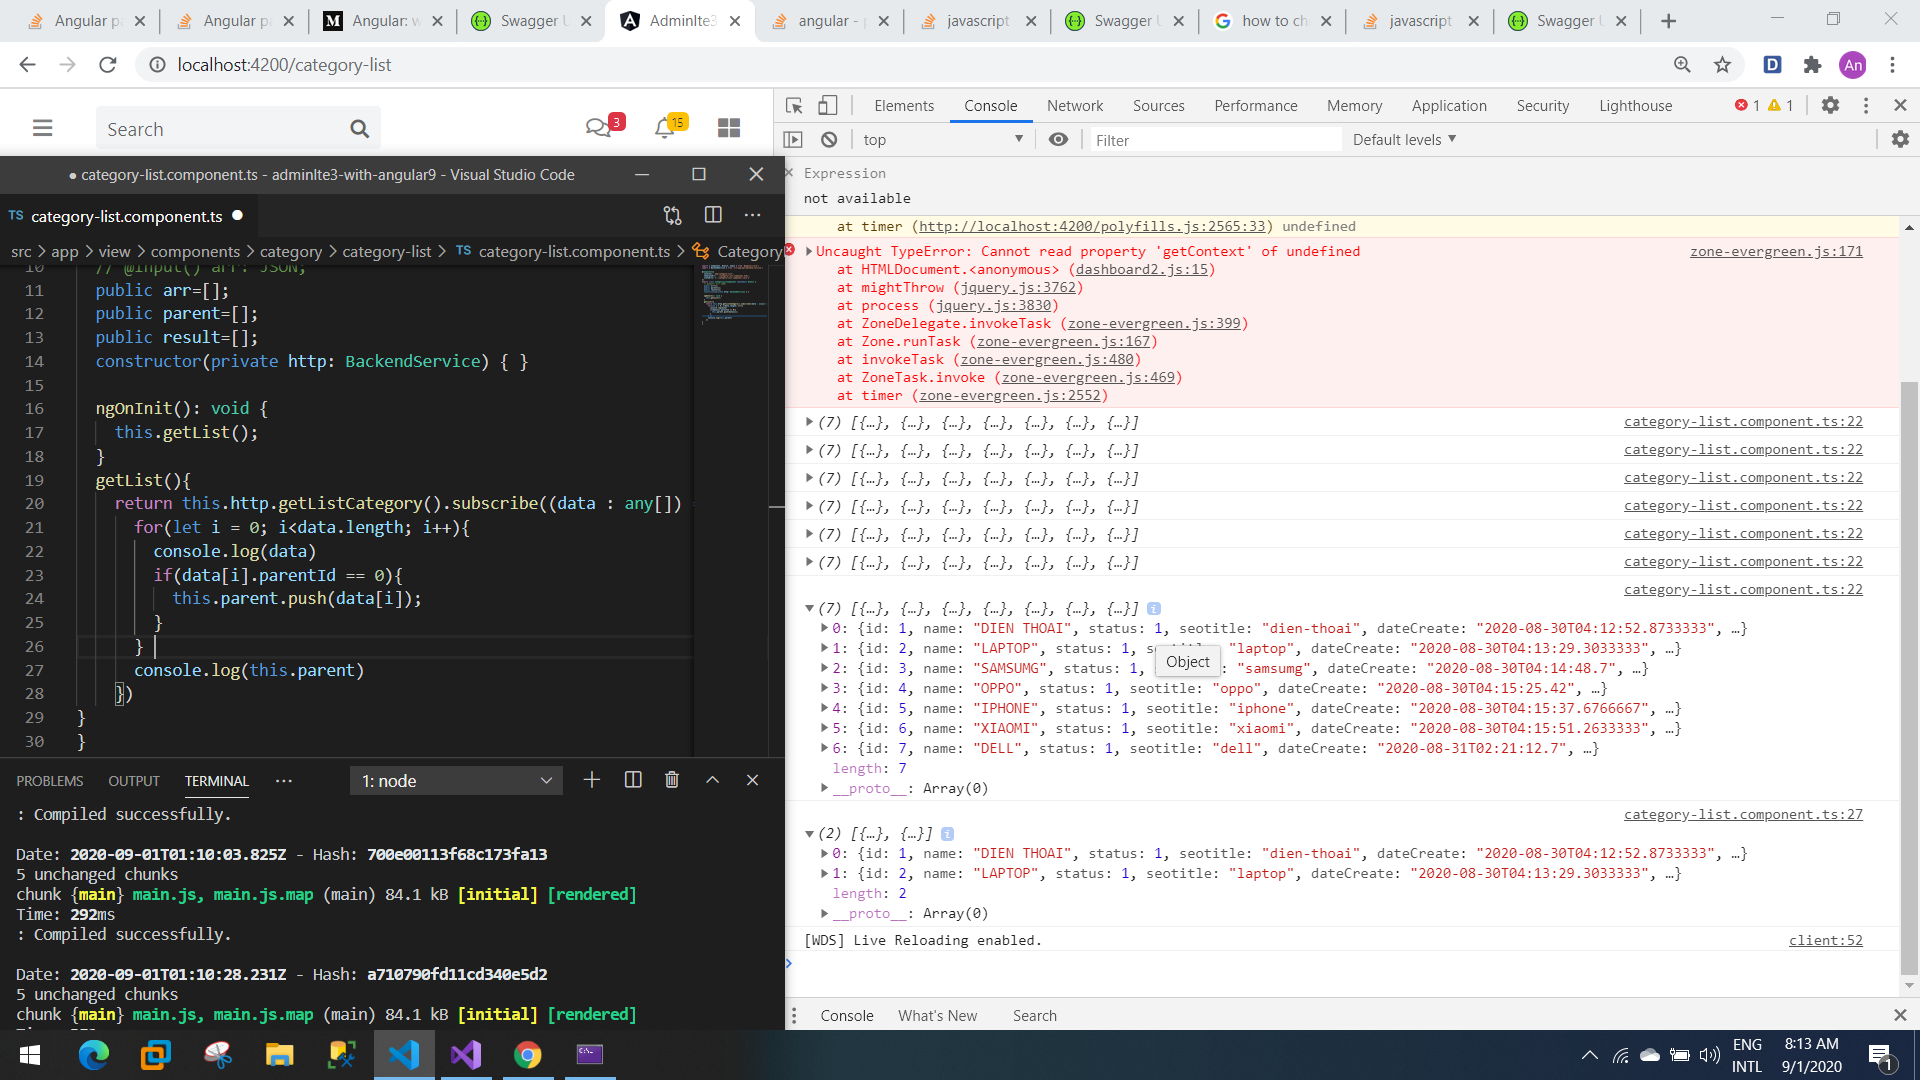 Angular p
Angular p
Angular: w
Swagger U
Adminlte3
angular - p
javascript
Swagger U
how to ch
javascript
Swagger U
localhost:4200/category-list
An
Search
3
15
Elements
Console
Network
Sources
Performance
Memory
Application
Security
Lighthouse
1
1
top
Filter
Default levels
● category-list.component.ts - adminlte3-with-angular9 - Visual Studio Code
TS category-list.component.ts
src > app > view > components > category > category-list > TS category-list.component.ts > Category
10 // @Input() arr: JSON;
11 public arr=[];
12 public parent=[];
13 public result=[];
14 constructor(private http: BackendService) { }
15
16 ngOnInit(): void {
17 this.getList();
18 }
19 getList(){
20 return this.http.getListCategory().subscribe((data : any[])
21 for(let i = 0; i<data.length; i++){
22 console.log(data)
23 if(data[i].parentId == 0){
24 this.parent.push(data[i]);
25 }
26 }
27 console.log(this.parent)
28 })
29 }
30 }
PROBLEMS OUTPUT TERMINAL ··· 1: node
: Compiled successfully.
Date: 2020-09-01T01:10:03.825Z - Hash: 700e00113f68c173fa13
5 unchanged chunks
chunk {main} main.js, main.js.map (main) 84.1 kB [initial] [rendered]
Time: 292ms
: Compiled successfully.
Date: 2020-09-01T01:10:28.231Z - Hash: a710790fd11cd340e5d2
5 unchanged chunks
chunk {main} main.js, main.js.map (main) 84.1 kB [initial] [rendered]
Expression
not available
at timer (http://localhost:4200/polyfills.js:2565:33) undefined
Uncaught TypeError: Cannot read property 'getContext' of undefined zone-evergreen.js:171
at HTMLDocument.<anonymous> (dashboard2.js:15)
at mightThrow (jquery.js:3762)
at process (jquery.js:3830)
at ZoneDelegate.invokeTask (zone-evergreen.js:399)
at Zone.runTask (zone-evergreen.js:167)
at invokeTask (zone-evergreen.js:480)
at ZoneTask.invoke (zone-evergreen.js:469)
at timer (zone-evergreen.js:2552)
(7) [{…}, {…}, {…}, {…}, {…}, {…}, {…}] category-list.component.ts:22
(7) [{…}, {…}, {…}, {…}, {…}, {…}, {…}] category-list.component.ts:22
(7) [{…}, {…}, {…}, {…}, {…}, {…}, {…}] category-list.component.ts:22
(7) [{…}, {…}, {…}, {…}, {…}, {…}, {…}] category-list.component.ts:22
(7) [{…}, {…}, {…}, {…}, {…}, {…}, {…}] category-list.component.ts:22
(7) [{…}, {…}, {…}, {…}, {…}, {…}, {…}] category-list.component.ts:22
category-list.component.ts:22
(7) [{…}, {…}, {…}, {…}, {…}, {…}, {…}]
0: {id: 1, name: "DIEN THOAI", status: 1, seotitle: "dien-thoai", dateCreate: "2020-08-30T04:12:52.8733333", …}
1: {id: 2, name: "LAPTOP", status: 1, seotitle: "laptop", dateCreate: "2020-08-30T04:13:29.3033333", …}
Object
2: {id: 3, name: "SAMSUMG", status: 1, : "samsumg", dateCreate: "2020-08-30T04:14:48.7", …}
3: {id: 4, name: "OPPO", status: 1, seotitle: "oppo", dateCreate: "2020-08-30T04:15:25.42", …}
4: {id: 5, name: "IPHONE", status: 1, seotitle: "iphone", dateCreate: "2020-08-30T04:15:37.6766667", …}
5: {id: 6, name: "XIAOMI", status: 1, seotitle: "xiaomi", dateCreate: "2020-08-30T04:15:51.2633333", …}
6: {id: 7, name: "DELL", status: 1, seotitle: "dell", dateCreate: "2020-08-31T02:21:12.7", …}
length: 7
__proto__: Array(0)
category-list.component.ts:27
(2) [{…}, {…}]
0: {id: 1, name: "DIEN THOAI", status: 1, seotitle: "dien-thoai", dateCreate: "2020-08-30T04:12:52.8733333", …}
1: {id: 2, name: "LAPTOP", status: 1, seotitle: "laptop", dateCreate: "2020-08-30T04:13:29.3033333", …}
length: 2
__proto__: Array(0)
[WDS] Live Reloading enabled. client:52
Console What's New Search
ENG
INTL
8:13 AM
9/1/2020
1